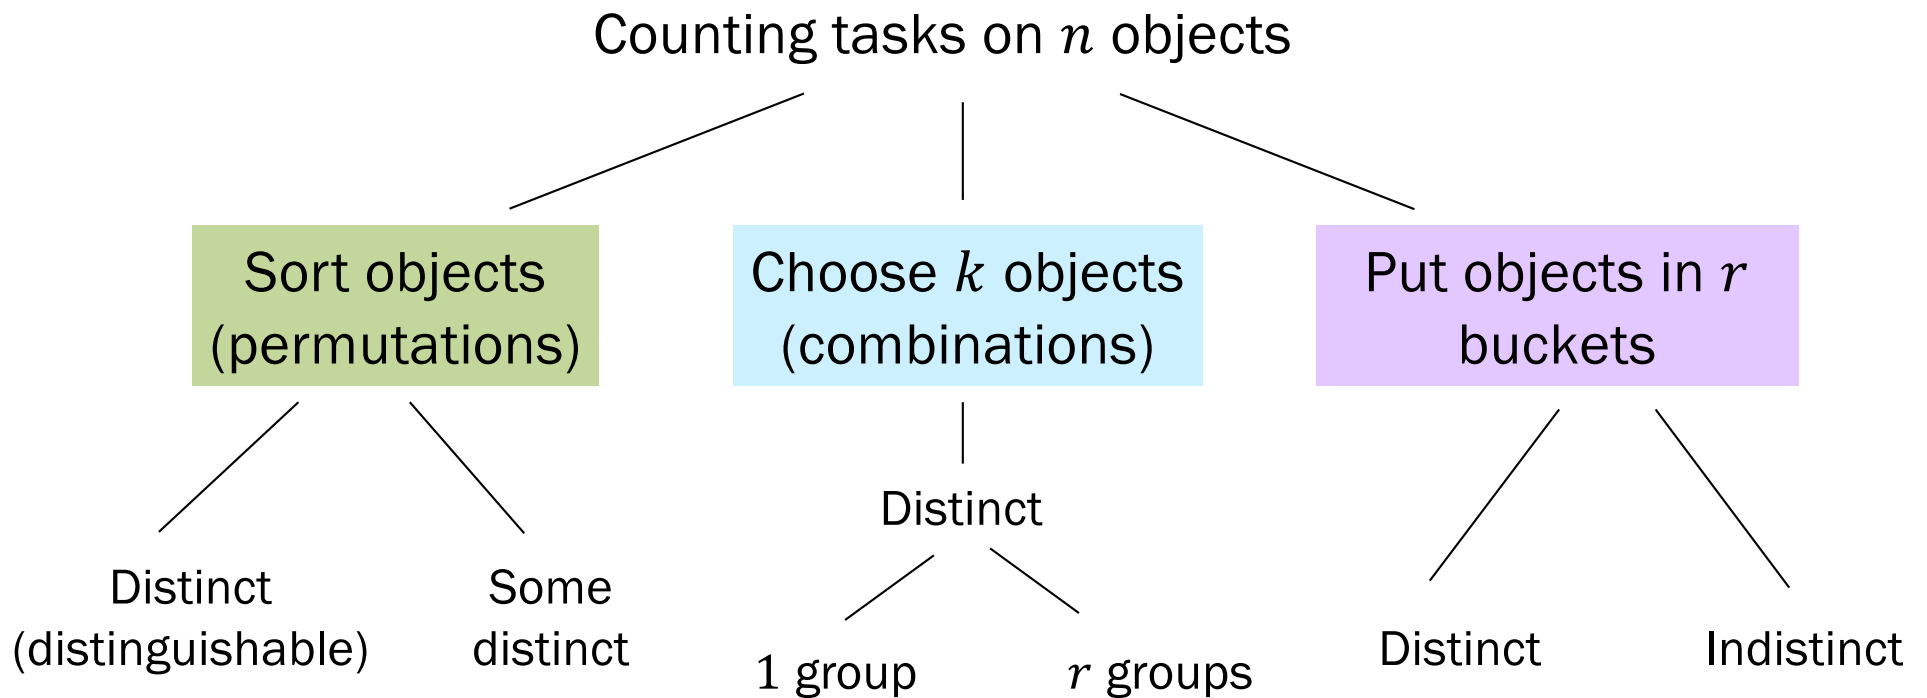 Counting tasks on n objects
Sort objects
(permutations)
Choose k objects
(combinations)
Put objects in r
buckets
Distinct
(distinguishable)
Some
distinct
Distinct
1 group
r groups
Distinct
Indistinct